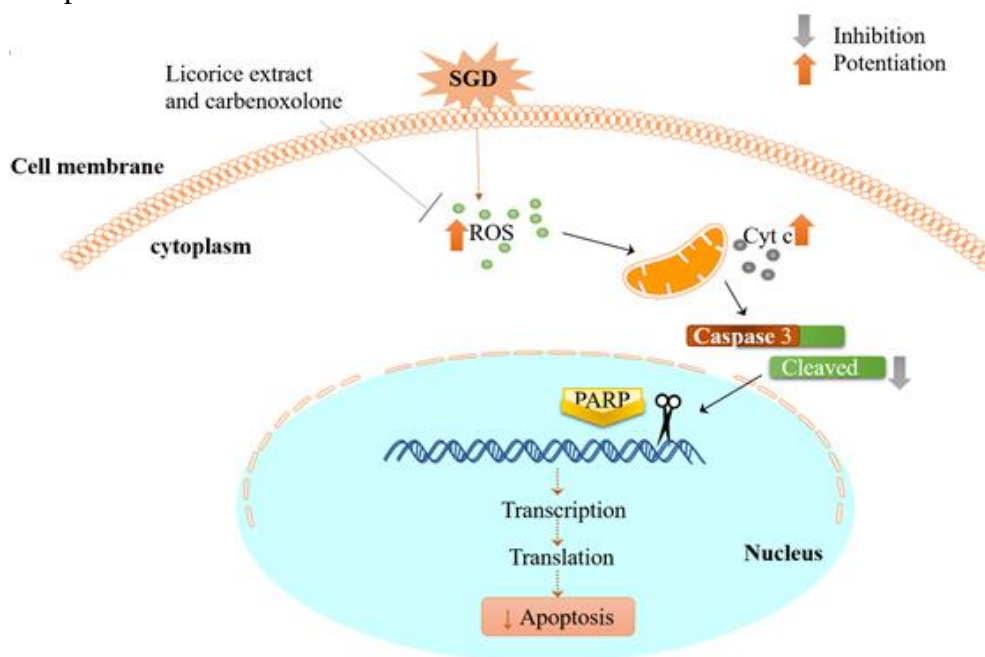 Inhibition
Potentiation
Licorice extract
and carbenoxolone
SGD
Cell membrane
cytoplasm
ROS
Cyt c
Caspase 3
Cleaved
PARP
Transcription
Translation
Nucleus
↓ Apoptosis